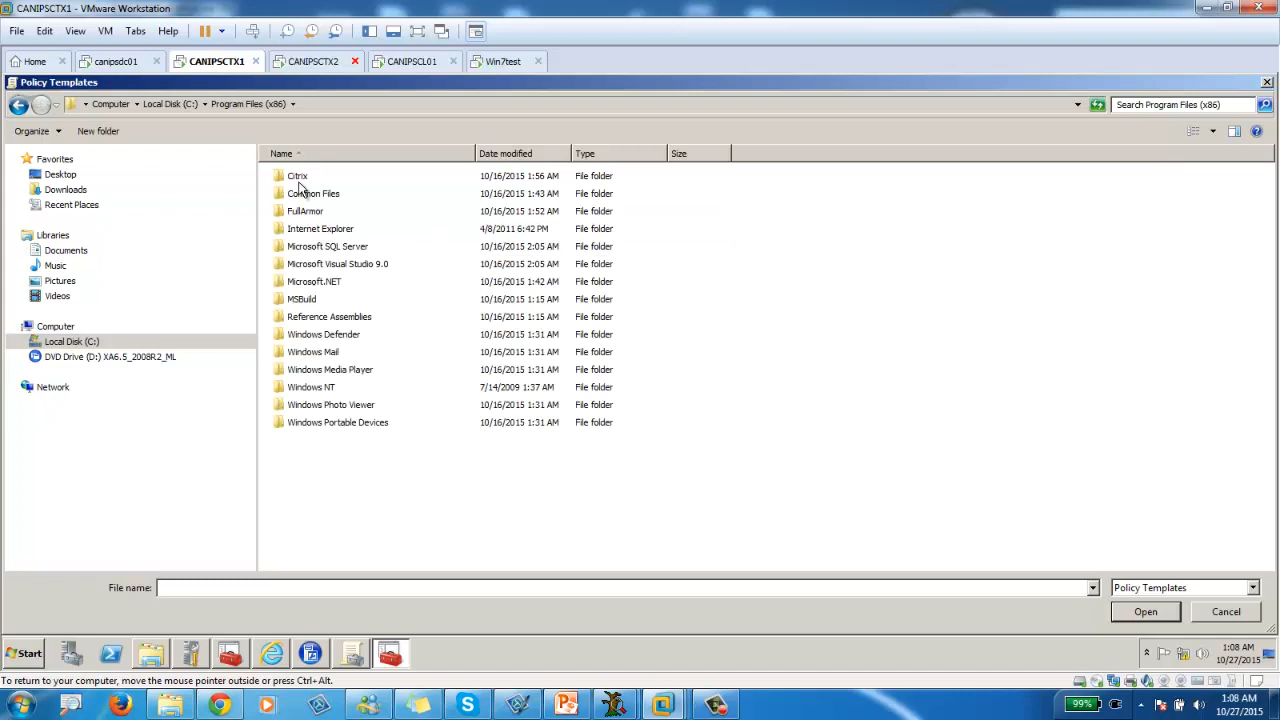 CANIPSCTX1 - VMware Workstation
File Edit View VM Tabs Help
Home canipsdc01 CANIPSCTX1 CANIPSCTX2 CANIPSCL01 Win7test
Policy Templates
Computer Local Disk (C:) Program Files (x86) Search Program Files (x86)
Organize New folder
Favorites
Desktop
Downloads
Recent Places
Libraries
Documents
Music
Pictures
Videos
Computer
Local Disk (C:)
DVD Drive (D:) XA6.5_2008R2_ML
Network
Name Date modified Type Size
Citrix 10/16/2015 1:56 AM File folder
Common Files 10/16/2015 1:43 AM File folder
FullArmor 10/16/2015 1:52 AM File folder
Internet Explorer 4/8/2011 6:42 PM File folder
Microsoft SQL Server 10/16/2015 2:05 AM File folder
Microsoft Visual Studio 9.0 10/16/2015 2:05 AM File folder
Microsoft.NET 10/16/2015 1:42 AM File folder
MSBuild 10/16/2015 1:15 AM File folder
Reference Assemblies 10/16/2015 1:15 AM File folder
Windows Defender 10/16/2015 1:31 AM File folder
Windows Mail 10/16/2015 1:31 AM File folder
Windows Media Player 10/16/2015 1:31 AM File folder
Windows NT 7/14/2009 1:37 AM File folder
Windows Photo Viewer 10/16/2015 1:31 AM File folder
Windows Portable Devices 10/16/2015 1:31 AM File folder
File name: Policy Templates
Open Cancel
Start 1:08 AM
10/27/2015
To return to your computer, move the mouse pointer outside or press Ctrl+Alt.
99% 1:08 AM
10/27/2015